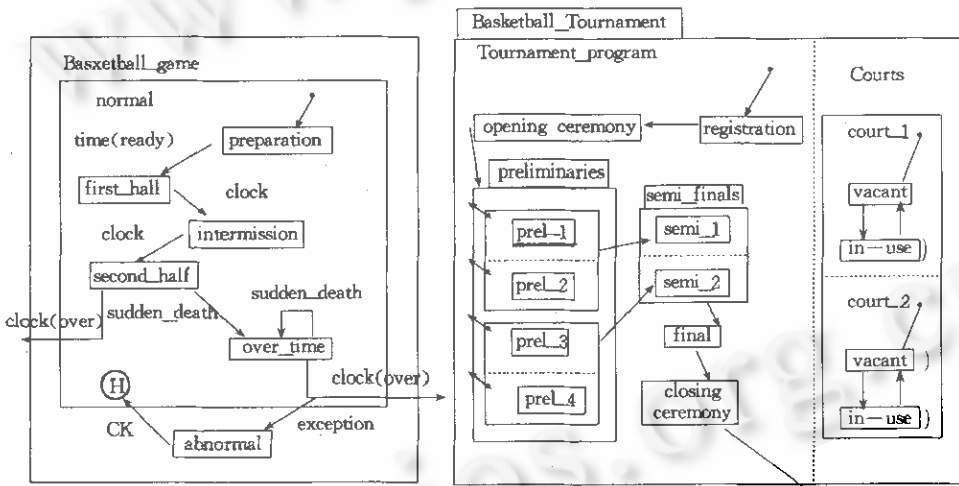 Basxetball_game
normal
time(ready)
preparation
first_hall
clock
clock
intermission
second_half
sudden_death
sudden_death
clock(over)
over_time
H
clock(over)
CK
exception
abnormal
Basketball_Tournament
Tournament_program
opening ceremony
registration
preliminaries
prel_1
prel_2
prel_3
prel_4
semi_finals
semi_1
semi_2
final
closing
ceremony
Courts
court_1
vacant
in-use)
court_2
vacant )
in-use )